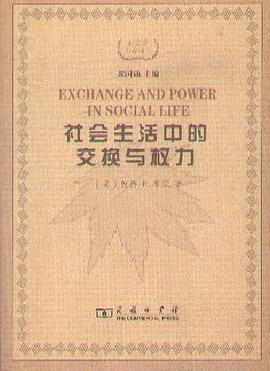 EXCHANGE AND POWER
IN SOCIAL LIFE
社会生活中的
交换与权力
商务印书馆
THE COMMERCIAL PRESS